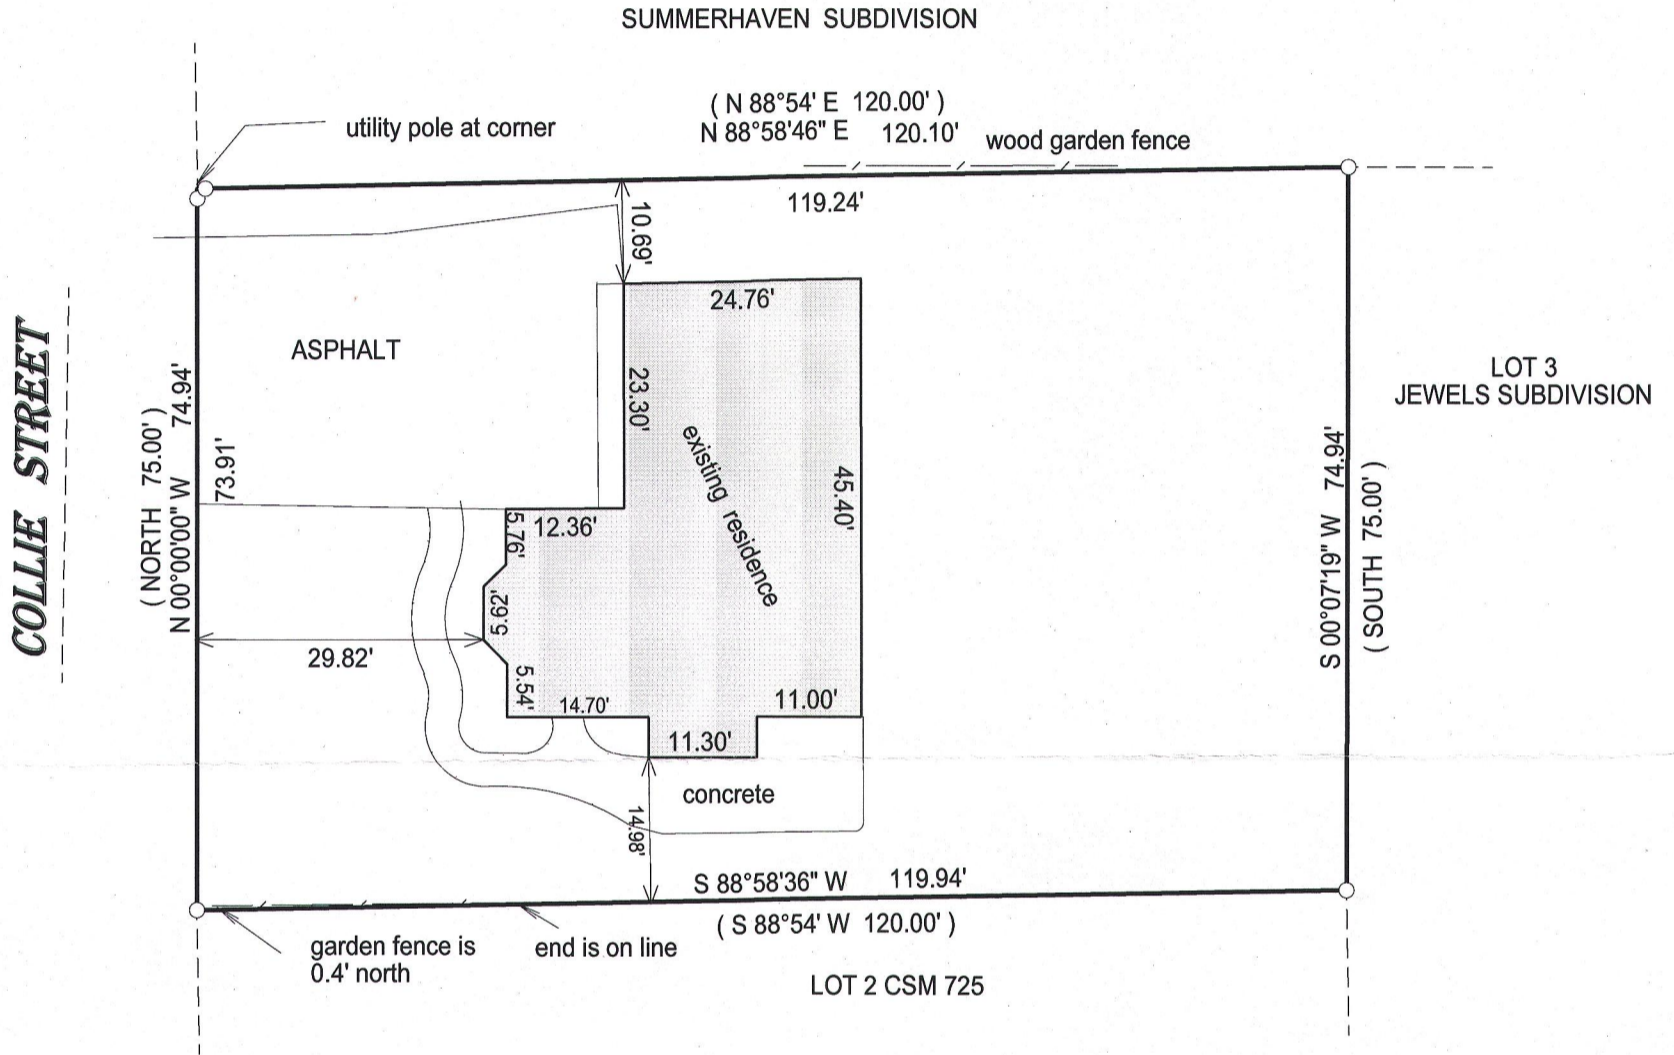 SUMMERHAVEN SUBDIVISION
( N 88°54' E 120.00' )
N 88°58'46" E 120.10'
utility pole at corner
wood garden fence
119.24'
10.69'
24.76'
ASPHALT
23.30'
existing residence
45.40'
COLLIE STREET
( NORTH 75.00' )
N 00°00'00" W 74.94'
73.91'
LOT 3
JEWELS SUBDIVISION
S 00°07'19" W 74.94'
( SOUTH 75.00' )
12.36'
5.76'
5.62'
29.82'
5.54'
14.70'
11.00'
11.30'
concrete
14.98'
S 88°58'36" W 119.94'
( S 88°54' W 120.00' )
garden fence is
0.4' north
end is on line
LOT 2 CSM 725